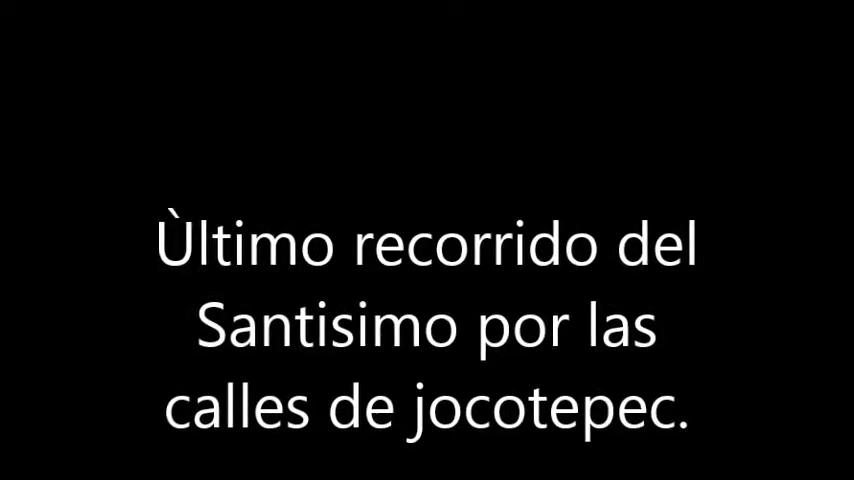 Ùltimo recorrido del
Santisimo por las
calles de jocotepec.